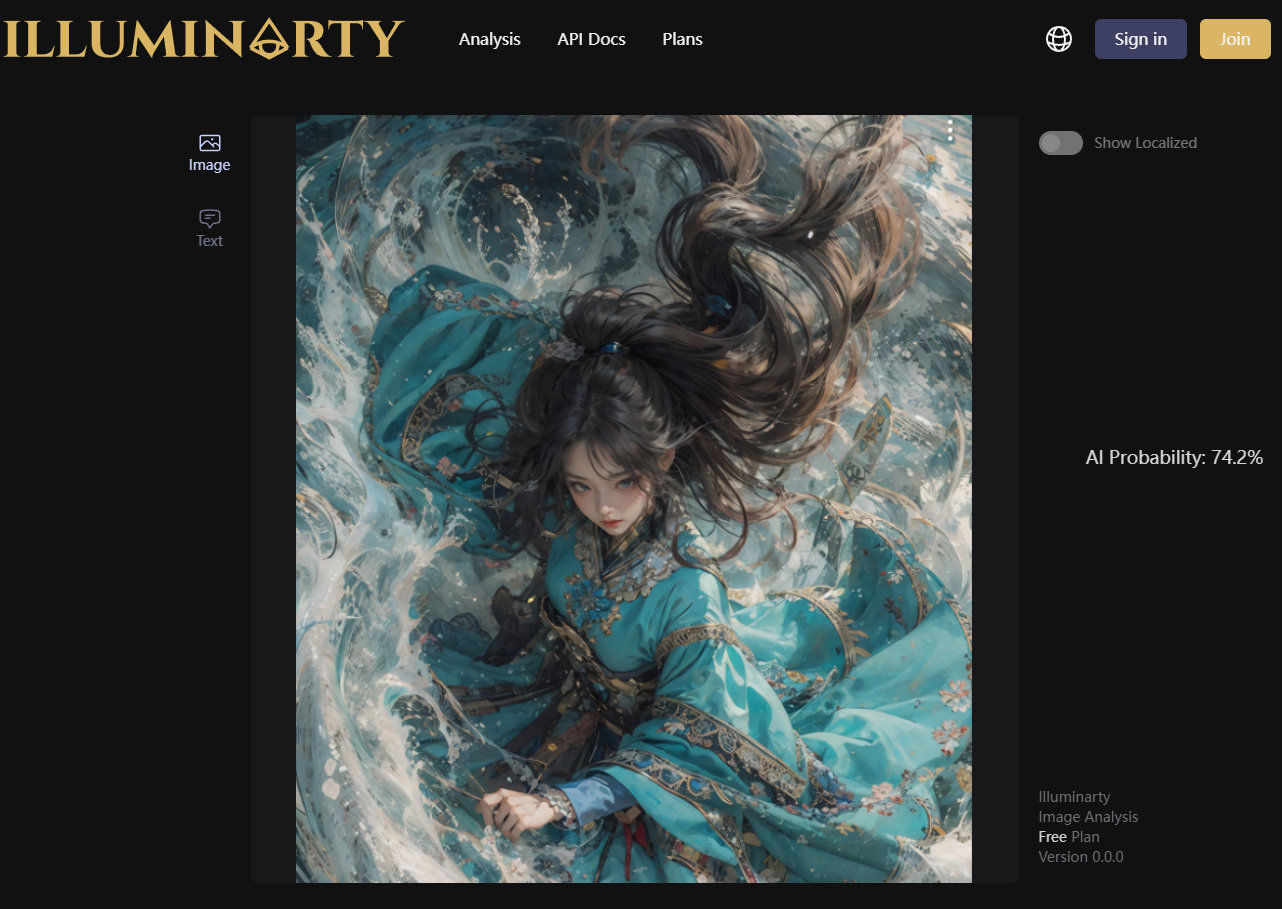 ILLUMINARTY
Analysis
API Docs
Plans
Sign in
Join
Image
Text
Show Localized
AI Probability: 74.2%
Illuminarty
Image Analysis
Free Plan
Version 0.0.0